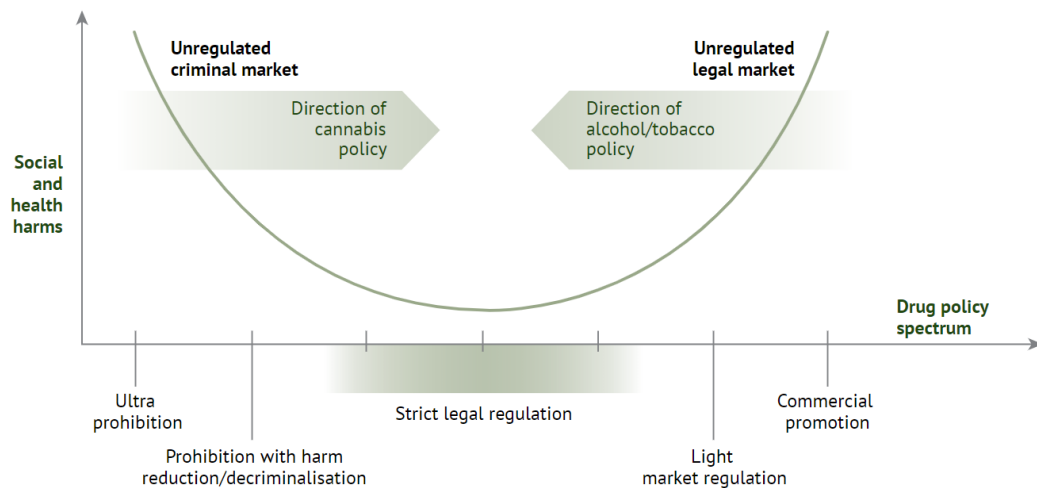 Unregulated
criminal market
Unregulated
legal market
Direction of
cannabis
policy
Direction of
alcohol/tobacco
policy
Social
and
health
harms
Drug policy
spectrum
Ultra
prohibition
Prohibition with harm
reduction/decriminalisation
Strict legal regulation
Light
market regulation
Commercial
promotion